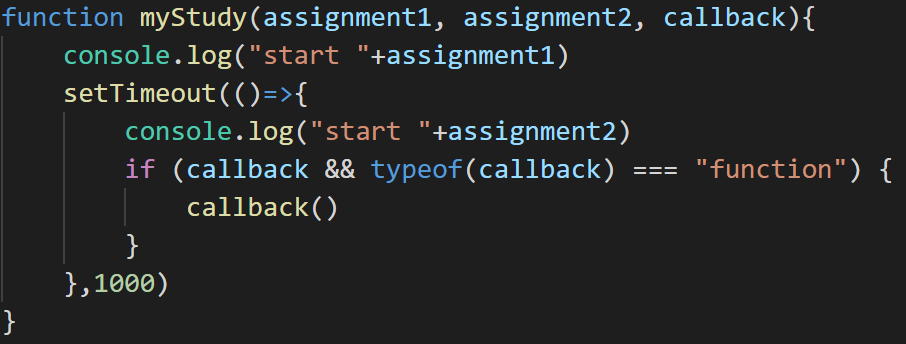 function myStudy(assignment1, assignment2, callback){
    console.log("start "+assignment1)
    setTimeout(()=>{
        console.log("start "+assignment2)
        if (callback && typeof(callback) === "function") {
            callback()
        }
    },1000)
}